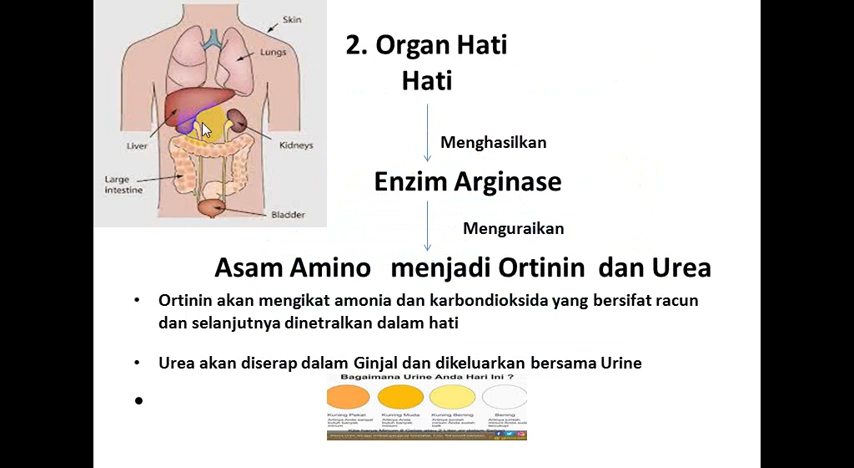 Skin
Lungs
Liver
Kidneys
Large
intestine
Bladder
2. Organ Hati
Hati
Menghasilkan
Enzim Arginase
Menguraikan
Asam Amino menjadi Ortinin dan Urea
• Ortinin akan mengikat amonia dan karbondioksida yang bersifat racun
dan selanjutnya dinetralkan dalam hati
• Urea akan diserap dalam Ginjal dan dikeluarkan bersama Urine
•
Bagaimana Urine Anda Hari Ini ?
Kuning Pekat
Kuning Muda
Kuning Bening
Bening